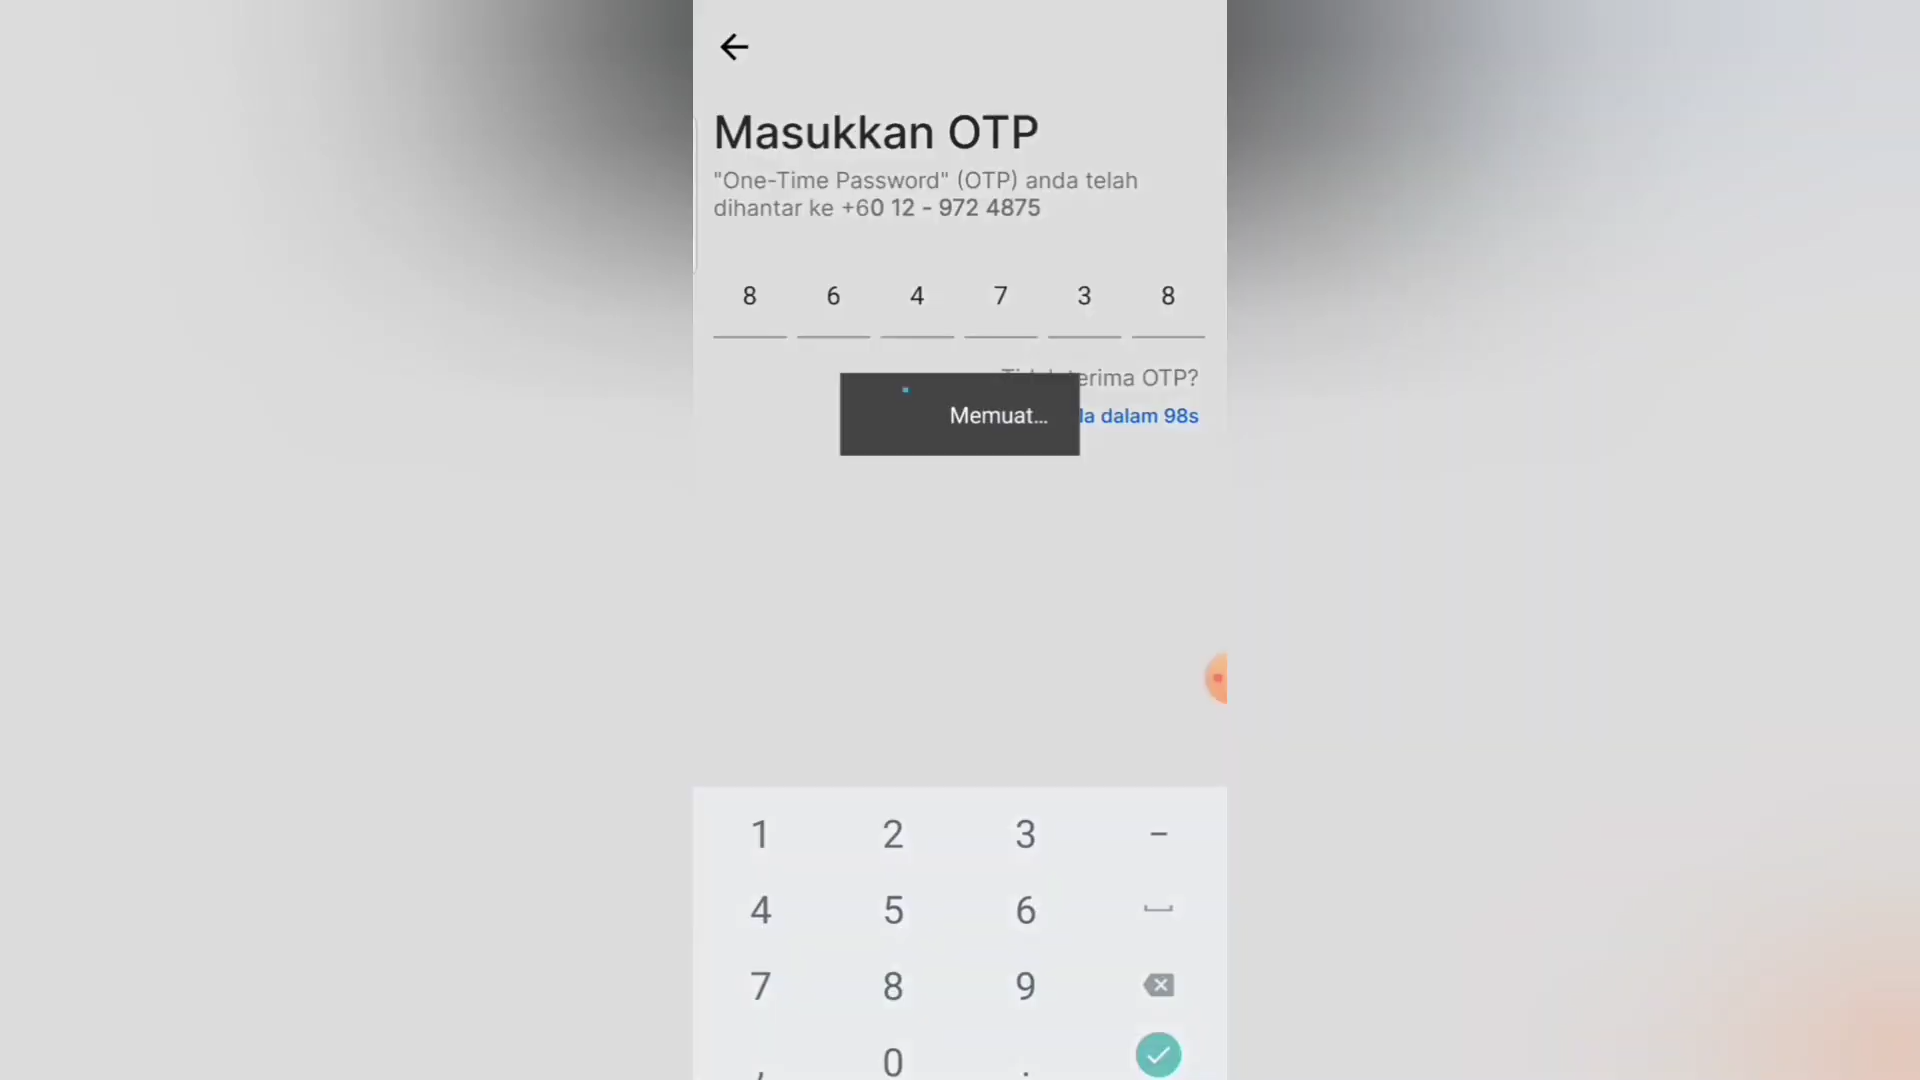 Masukkan OTP
"One-Time Password" (OTP) anda telah
dihantar ke +60 12 - 972 4875
8 6 4 7 3 8
terima OTP?
Memuat...
dalam 98s
1 2 3 -
4 5 6
7 8 9
, 0 .